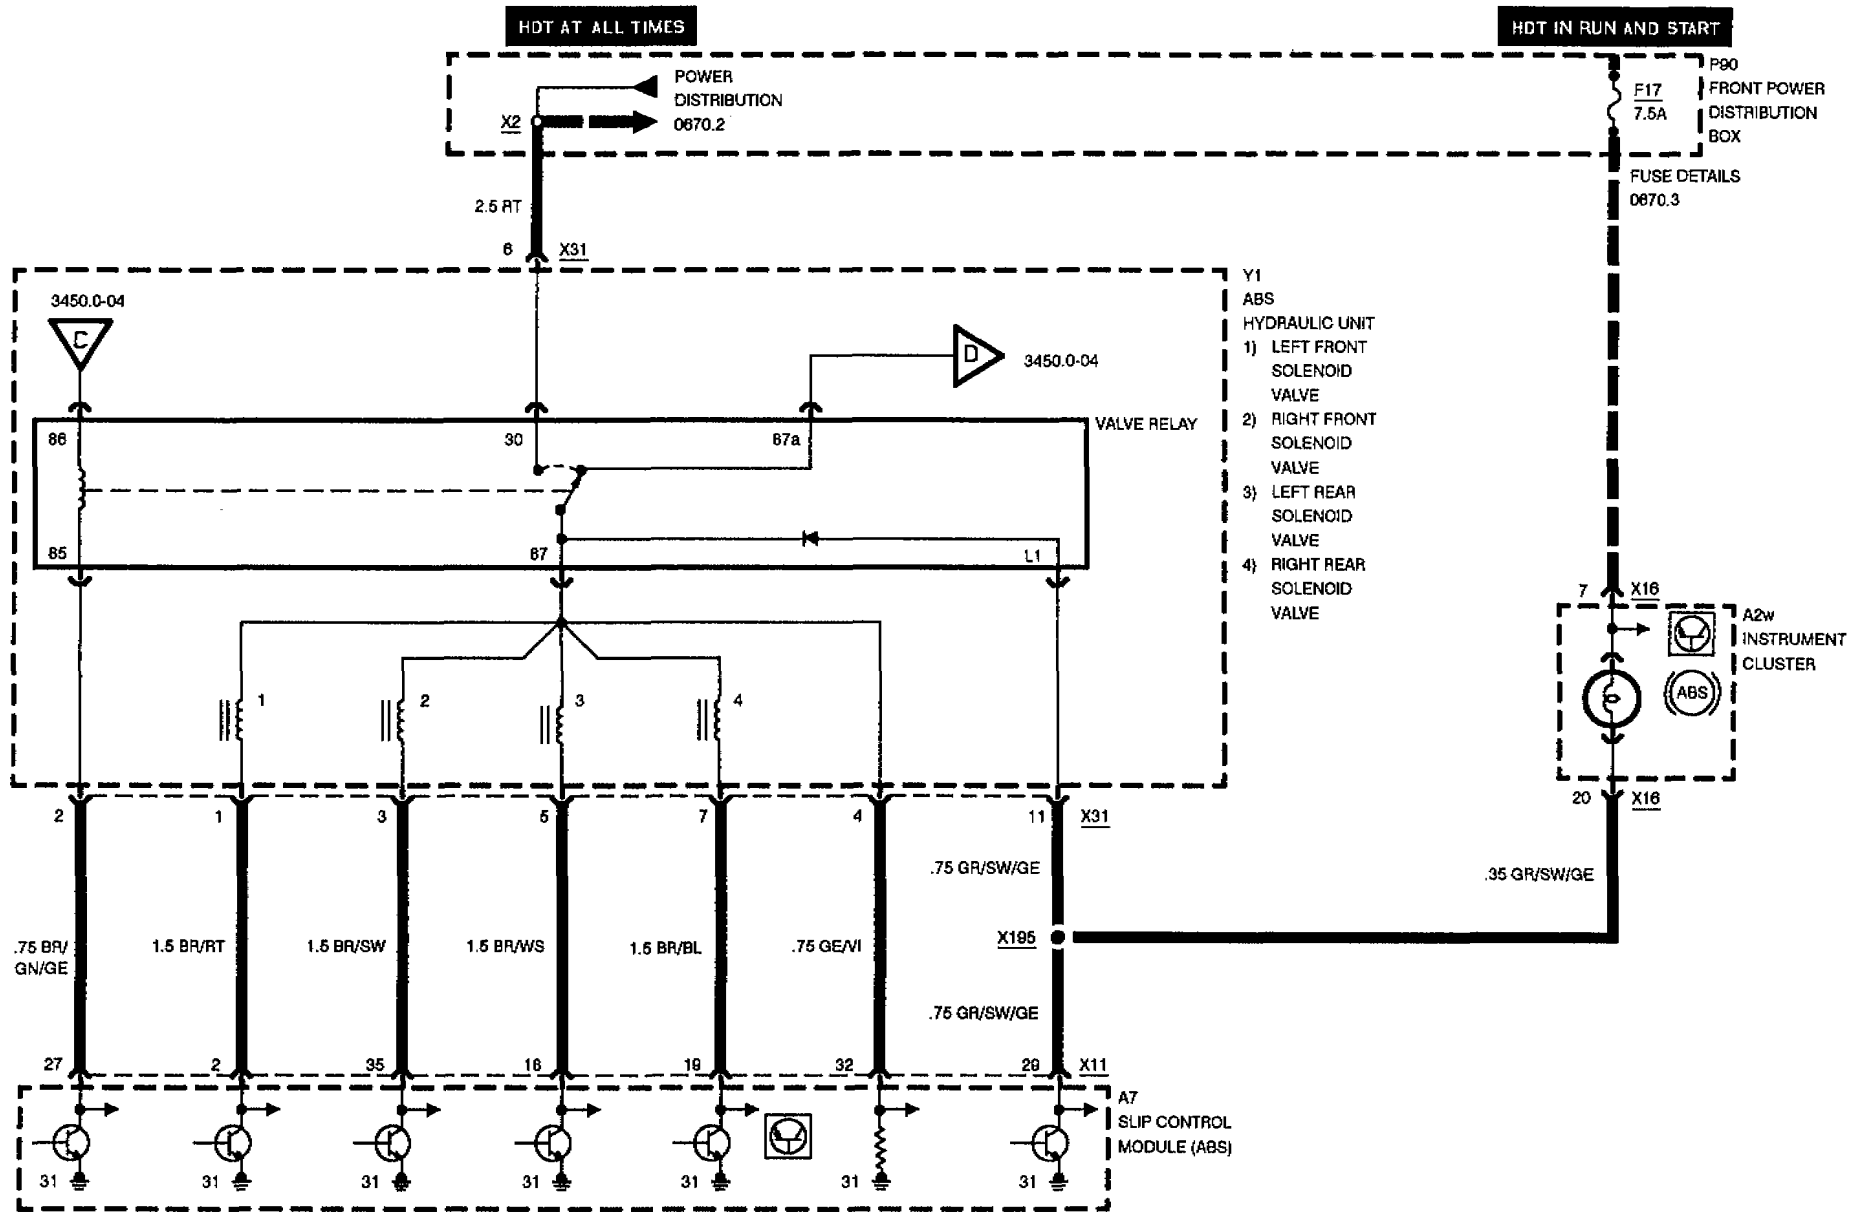 HOT AT ALL TIMES
HOT IN RUN AND START
POWER
DISTRIBUTION
0670.2
X2
F17
7.5A
P90
FRONT POWER
DISTRIBUTION
BOX
FUSE DETAILS
0670.3
2.5 RT
6 X31
3450.0-04
C
D
3450.0-04
Y1
ABS
HYDRAULIC UNIT
1) LEFT FRONT
SOLENOID
VALVE
2) RIGHT FRONT
SOLENOID
VALVE
3) LEFT REAR
SOLENOID
VALVE
4) RIGHT REAR
SOLENOID
VALVE
VALVE RELAY
86 30 87a
85 87 L1
1 2 3 4
7 X16
A2w
INSTRUMENT
CLUSTER
ABS
20 X16
2 1 3 5 7 4 11 X31
.75 GR/SW/GE
.35 GR/SW/GE
X195
.75 BR/
GN/GE
1.5 BR/RT
1.5 BR/SW
1.5 BR/WS
1.5 BR/BL
.75 GE/VI
.75 GR/SW/GE
27 2 35 18 19 32 29 X11
A7
SLIP CONTROL
MODULE (ABS)
31 31 31 31 31 31 31